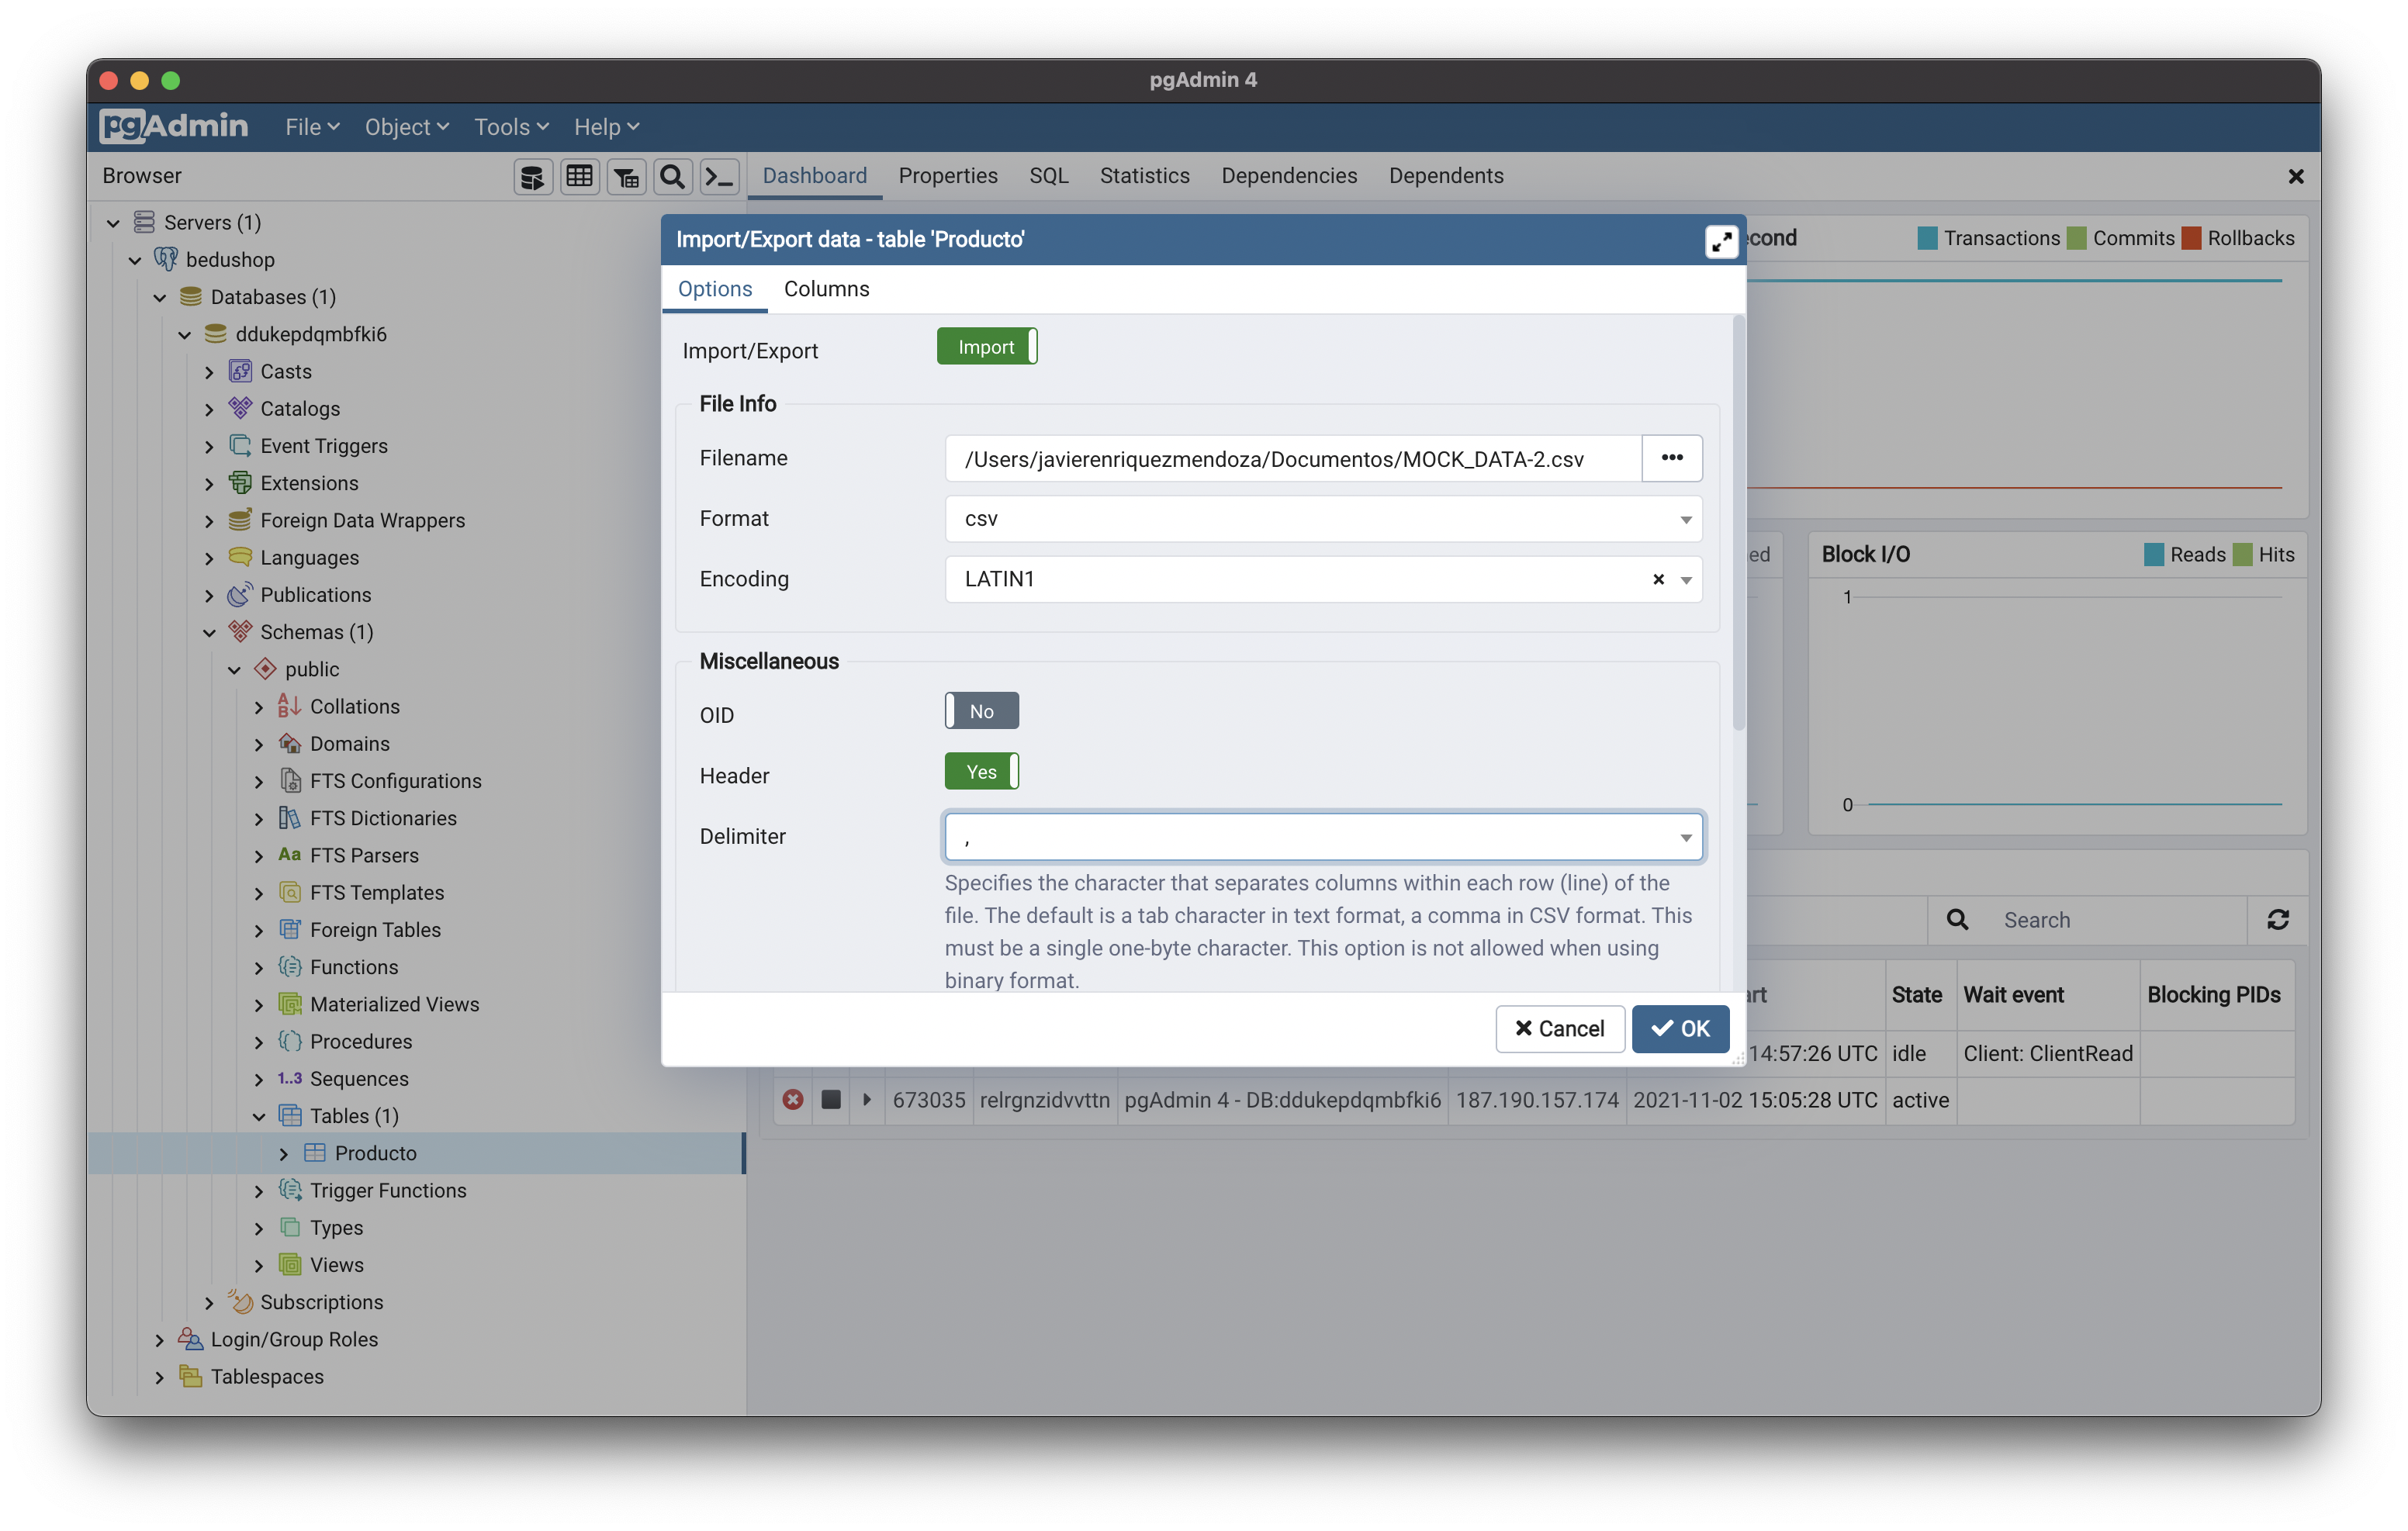 pgAdmin 4
pgAdmin File Object Tools Help
Browser
Dashboard Properties SQL Statistics Dependencies Dependents
Servers (1)
bedushop
Databases (1)
ddukepdqmbfki6
Casts
Catalogs
Event Triggers
Extensions
Foreign Data Wrappers
Languages
Publications
Schemas (1)
public
Collations
Domains
FTS Configurations
FTS Dictionaries
Aa FTS Parsers
FTS Templates
Foreign Tables
Functions
Materialized Views
Procedures
1..3 Sequences
Tables (1)
Producto
Trigger Functions
Types
Views
Subscriptions
Login/Group Roles
Tablespaces
Import/Export data - table 'Producto'
Options Columns
Import/Export Import
File Info
Filename /Users/javierenriquezmendoza/Documentos/MOCK_DATA-2.csv
Format csv
Encoding LATIN1
Miscellaneous
OID No
Header Yes
Delimiter ,
Specifies the character that separates columns within each row (line) of the
file. The default is a tab character in text format, a comma in CSV format. This
must be a single one-byte character. This option is not allowed when using
binary format.
Cancel OK
Transactions Commits Rollbacks
Block I/O Reads Hits
1
0
Search
State Wait event Blocking PIDs
14:57:26 UTC idle Client: ClientRead
673035 relrgnzidvvttn pgAdmin 4 - DB:ddukepdqmbfki6 187.190.157.174 2021-11-02 15:05:28 UTC active